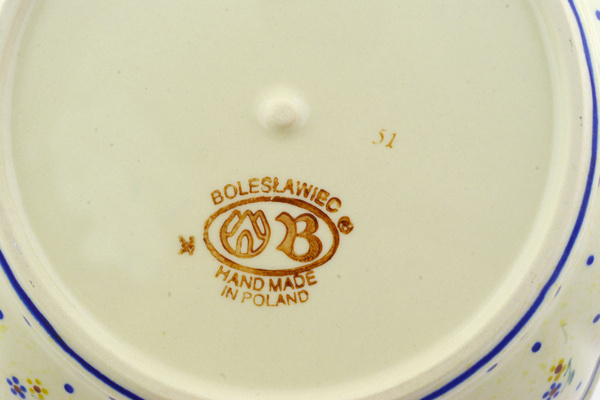 51
BOLESŁAWIEC ®
B
HAND MADE
IN POLAND